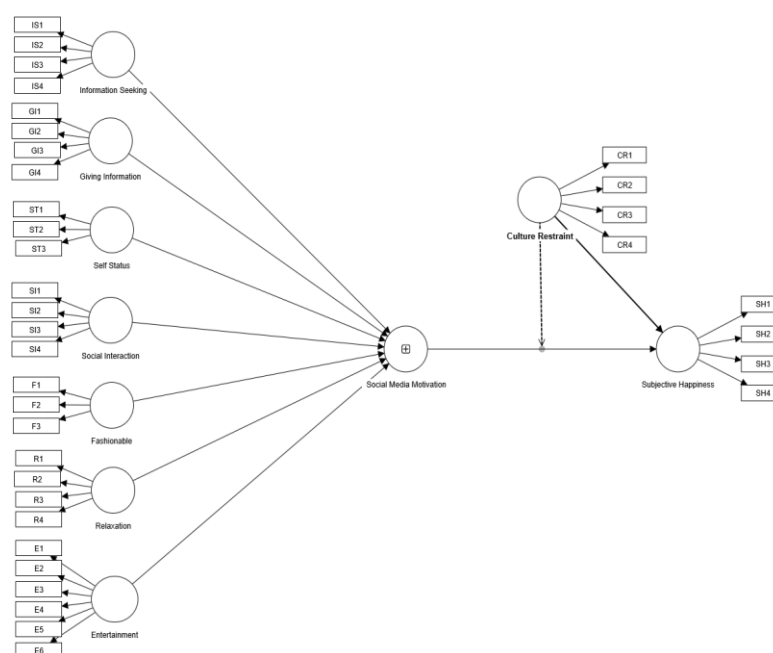 IS1
IS2
IS3
IS4
Information Seeking
GI1
GI2
GI3
GI4
Giving Information
ST1
ST2
ST3
Self Status
SI1
SI2
SI3
SI4
Social Interaction
F1
F2
F3
Fashionable
R1
R2
R3
R4
Relaxation
E1
E2
E3
E4
E5
E6
Entertainment
Social Media Motivation
CR1
CR2
CR3
CR4
Culture Restraint
SH1
SH2
SH3
SH4
Subjective Happiness